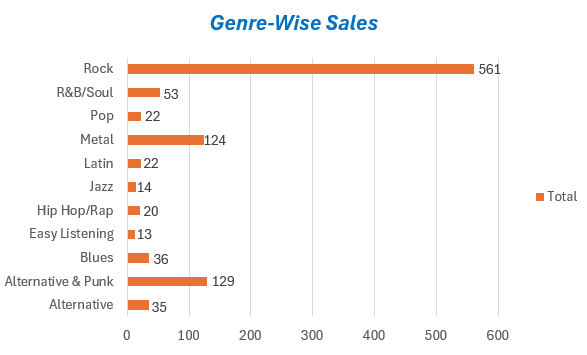 Genre-Wise Sales
Rock 561
R&B/Soul 53
Pop 22
Metal 124
Latin 22
Jazz 14
Hip Hop/Rap 20
Easy Listening 13
Blues 36
Alternative & Punk 129
Alternative 35
0 100 200 300 400 500 600
Total